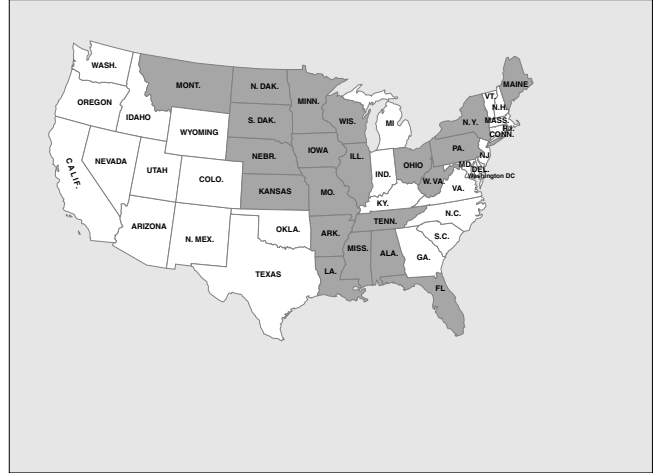 WASH.
MONT.
N. DAK.
MINN.
MAINE
OREGON
IDAHO
S. DAK.
WIS.
MI
VT.
N.H.
N.Y.
MASS.
R.I.
CONN.
WYOMING
NEBR.
IOWA
ILL.
IND.
OHIO
PA.
NJ
MD.
DEL.
Washington DC
CALIF.
NEVADA
UTAH
COLO.
KANSAS
MO.
KY.
W.VA.
VA.
ARIZONA
N. MEX.
OKLA.
ARK.
TENN.
N.C.
S.C.
TEXAS
LA.
MISS.
ALA.
GA.
FL